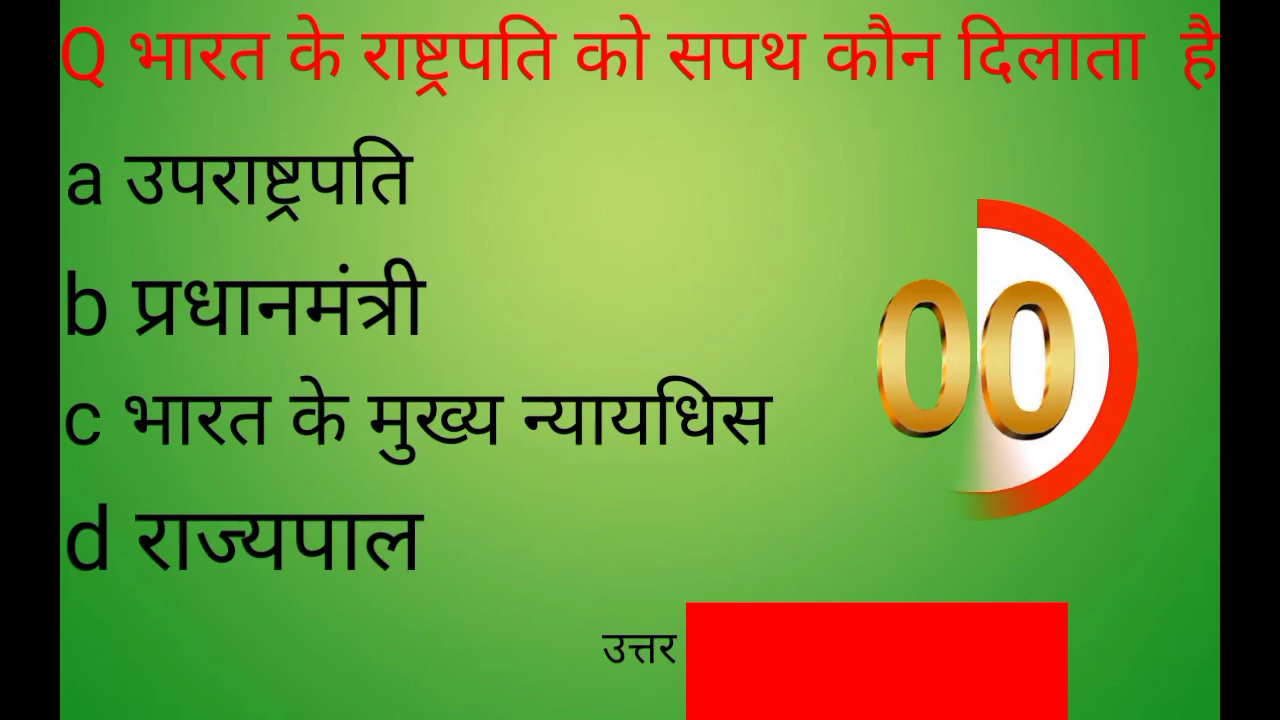 Q भारत के राष्ट्रपति को सपथ कौन दिलाता है
a उपराष्ट्रपति
b प्रधानमंत्री
00
c भारत के मुख्य न्यायधिस
d राज्यपाल
उत्तर